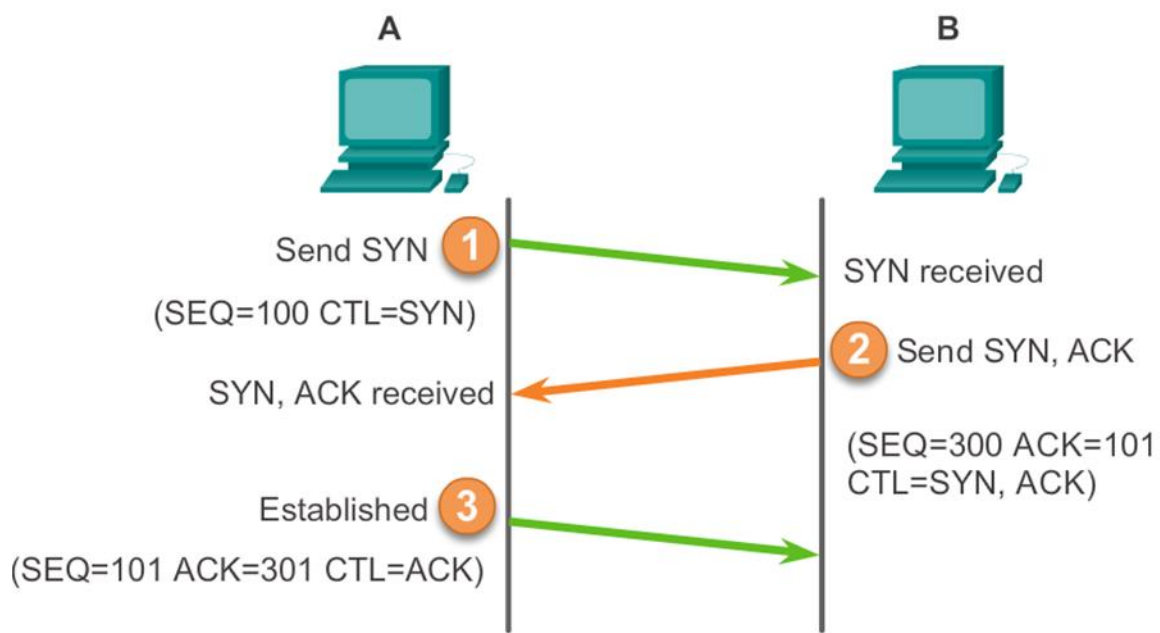 A
B
Send SYN 1
SYN received
(SEQ=100 CTL=SYN)
2 Send SYN, ACK
SYN, ACK received
(SEQ=300 ACK=101
CTL=SYN, ACK)
Established 3
(SEQ=101 ACK=301 CTL=ACK)